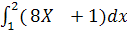 ∫₁²(8X  +1)dx